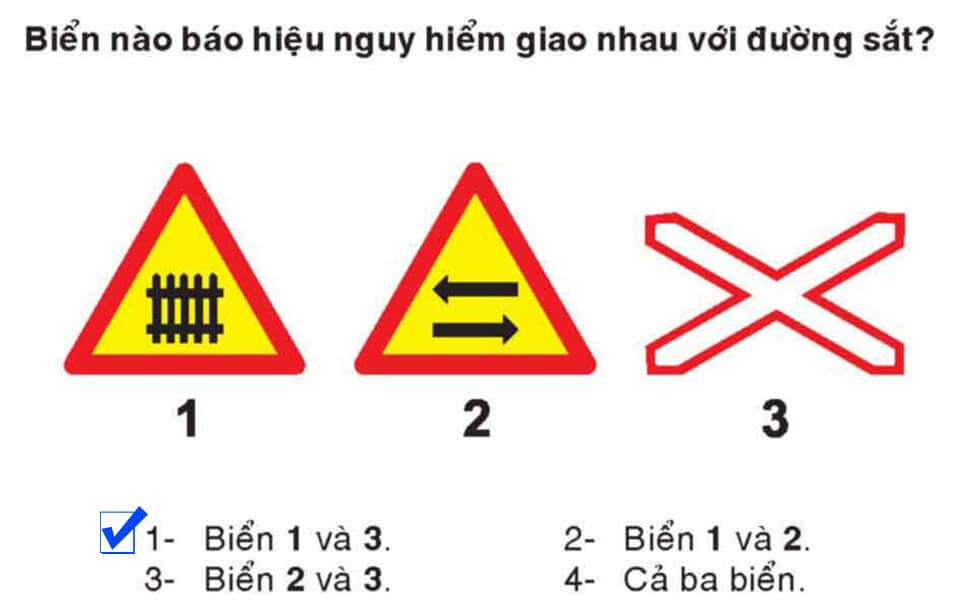 Biển nào báo hiệu nguy hiểm giao nhau với đường sắt?
1 2 3
1- Biển 1 và 3. 2- Biển 1 và 2.
3- Biển 2 và 3. 4- Cả ba biển.